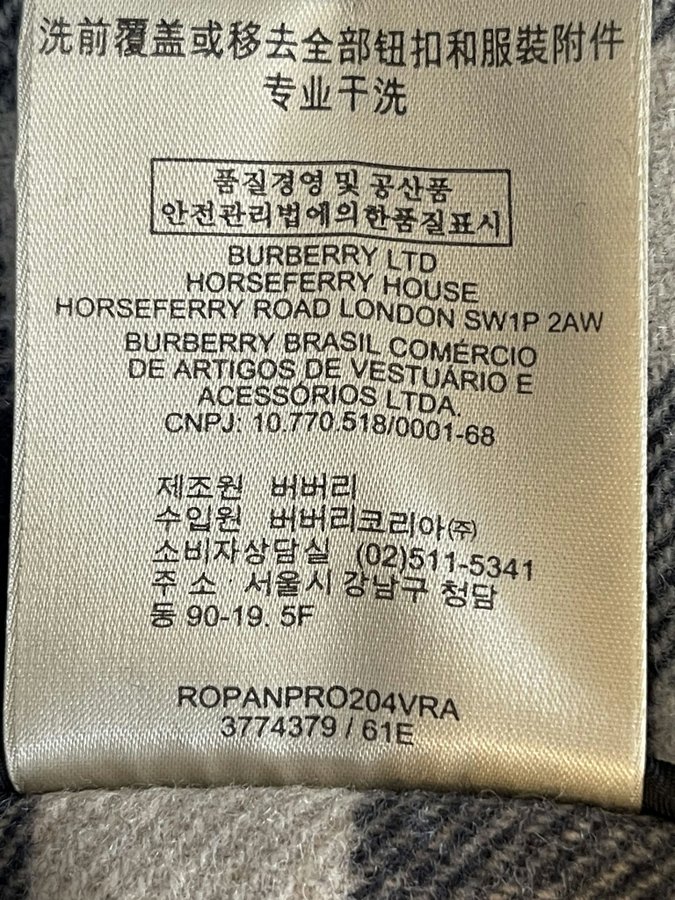 洗前覆盖或移去全部钮扣和服装附件
专业干洗
품질경영 및 공산품
안전관리법에의한품질표시
BURBERRY LTD
HORSEFERRY HOUSE
HORSEFERRY ROAD LONDON SW1P 2AW
BURBERRY BRASIL COMÉRCIO
DE ARTIGOS DE VESTUÁRIO E
ACESSÓRIOS LTDA.
CNPJ: 10.770.518/0001-68
제조원 버버리
수입원 버버리코리아(주)
소비자상담실 (02)511-5341
주 소 서울시 강남구 청담
동 90-19. 5F
ROPANPRO204VRA
3774379 / 61E